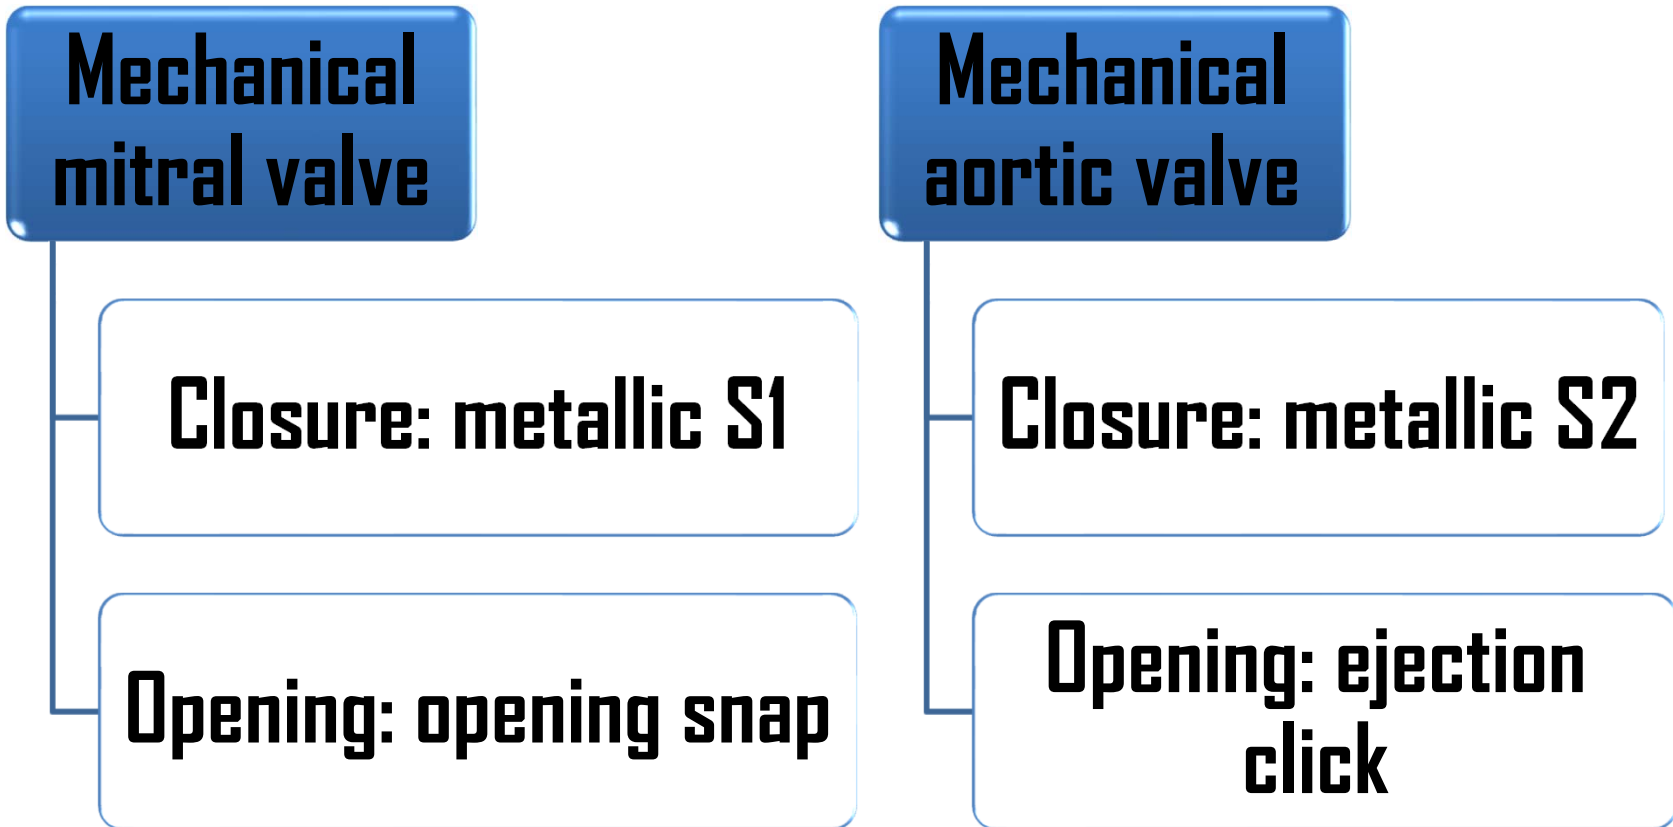 Mechanical
mitral valve
Closure: metallic S1
Opening: opening snap
Mechanical
aortic valve
Closure: metallic S2
Opening: ejection
click